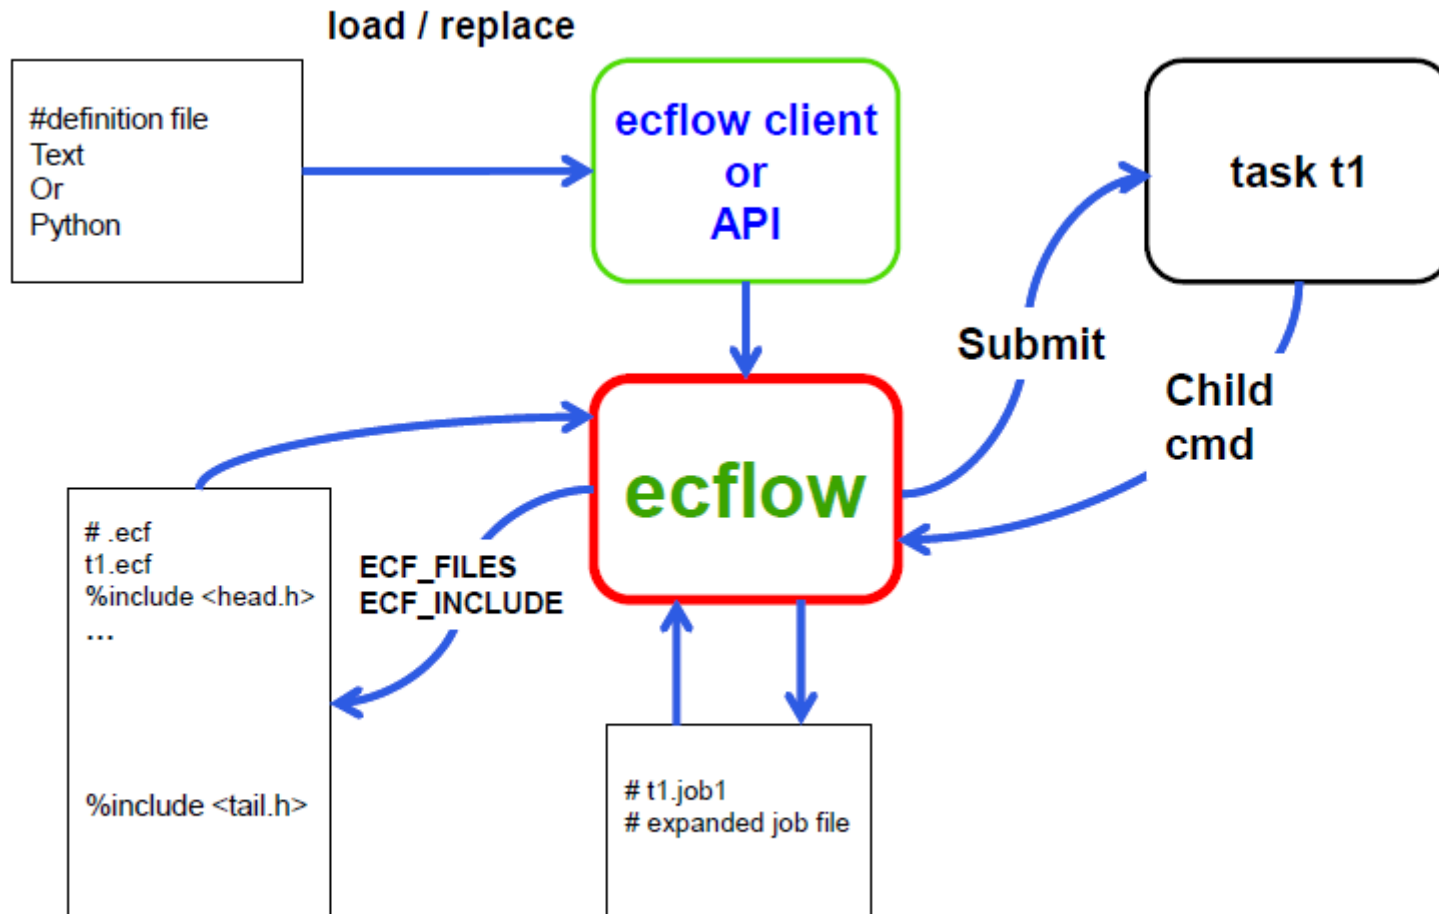 load / replace
#definition file
Text
Or
Python
ecflow client
or
API
task t1
Submit
Child
cmd
ecflow
# .ecf
t1.ecf
%include <head.h>
...
%include <tail.h>
ECF_FILES
ECF_INCLUDE
# t1.job1
# expanded job file